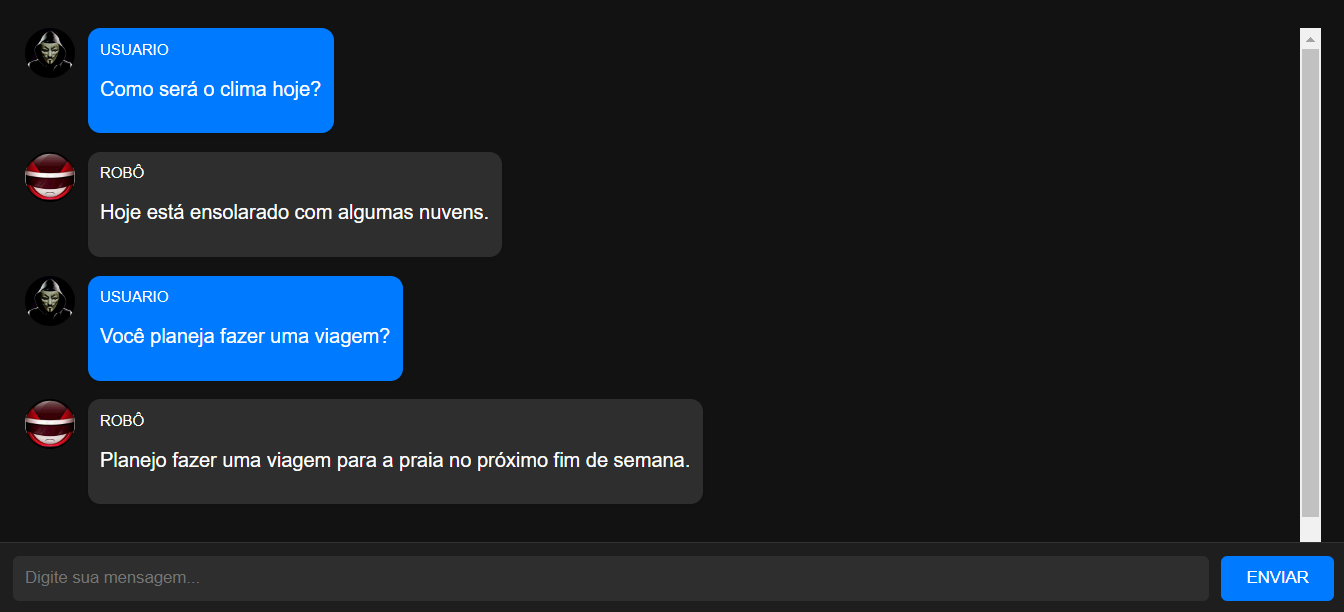 USUARIO
Como será o clima hoje?
ROBÔ
Hoje está ensolarado com algumas nuvens.
USUARIO
Você planeja fazer uma viagem?
ROBÔ
Planejo fazer uma viagem para a praia no próximo fim de semana.
Digite sua mensagem... ENVIAR